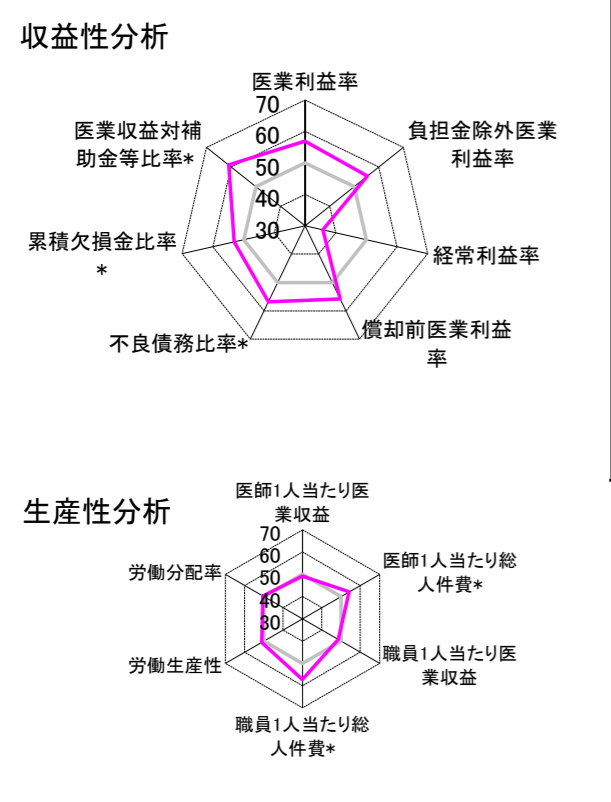 収益性分析
医業利益率
70
60
50
40
30
負担金除外医業
利益率
経常利益率
償却前医業利益
率
不良債務比率*
累積欠損金比率
*
医業収益対補
助金等比率*
生産性分析
医師1人当たり医
業収益
70
60
50
40
30
医師1人当たり総
人件費*
職員1人当たり医
業収益
職員1人当たり総
人件費*
労働生産性
労働分配率